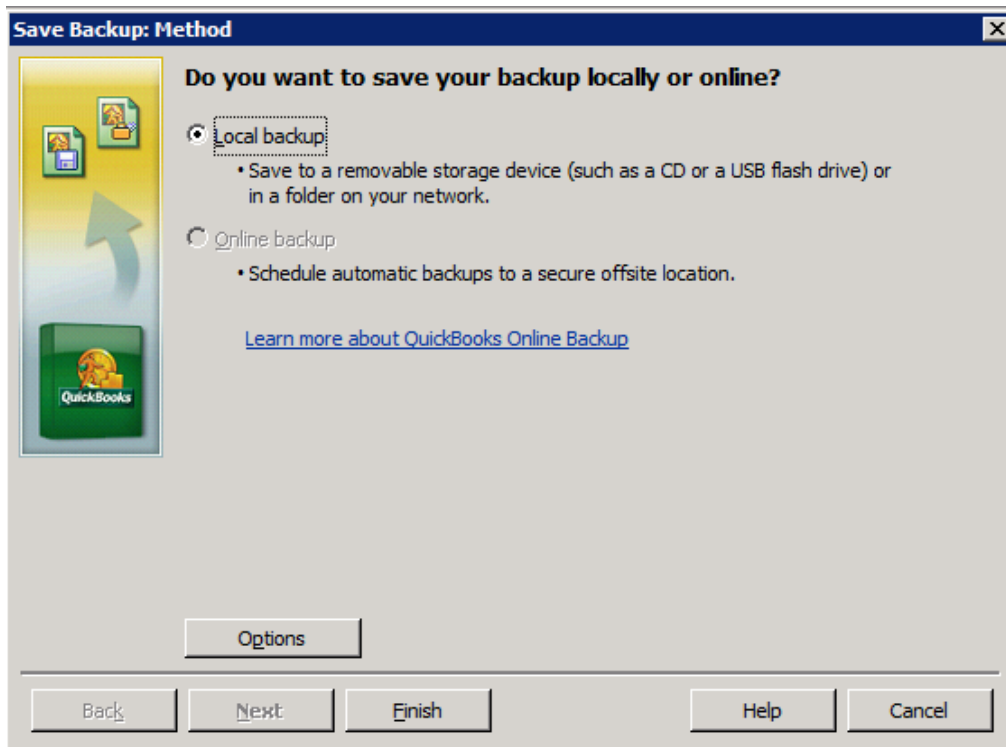 Save Backup: Method
Do you want to save your backup locally or online?
Local backup
• Save to a removable storage device (such as a CD or a USB flash drive) or
in a folder on your network.
Online backup
• Schedule automatic backups to a secure offsite location.
Learn more about QuickBooks Online Backup
QuickBooks
Options
Back
Next
Finish
Help
Cancel